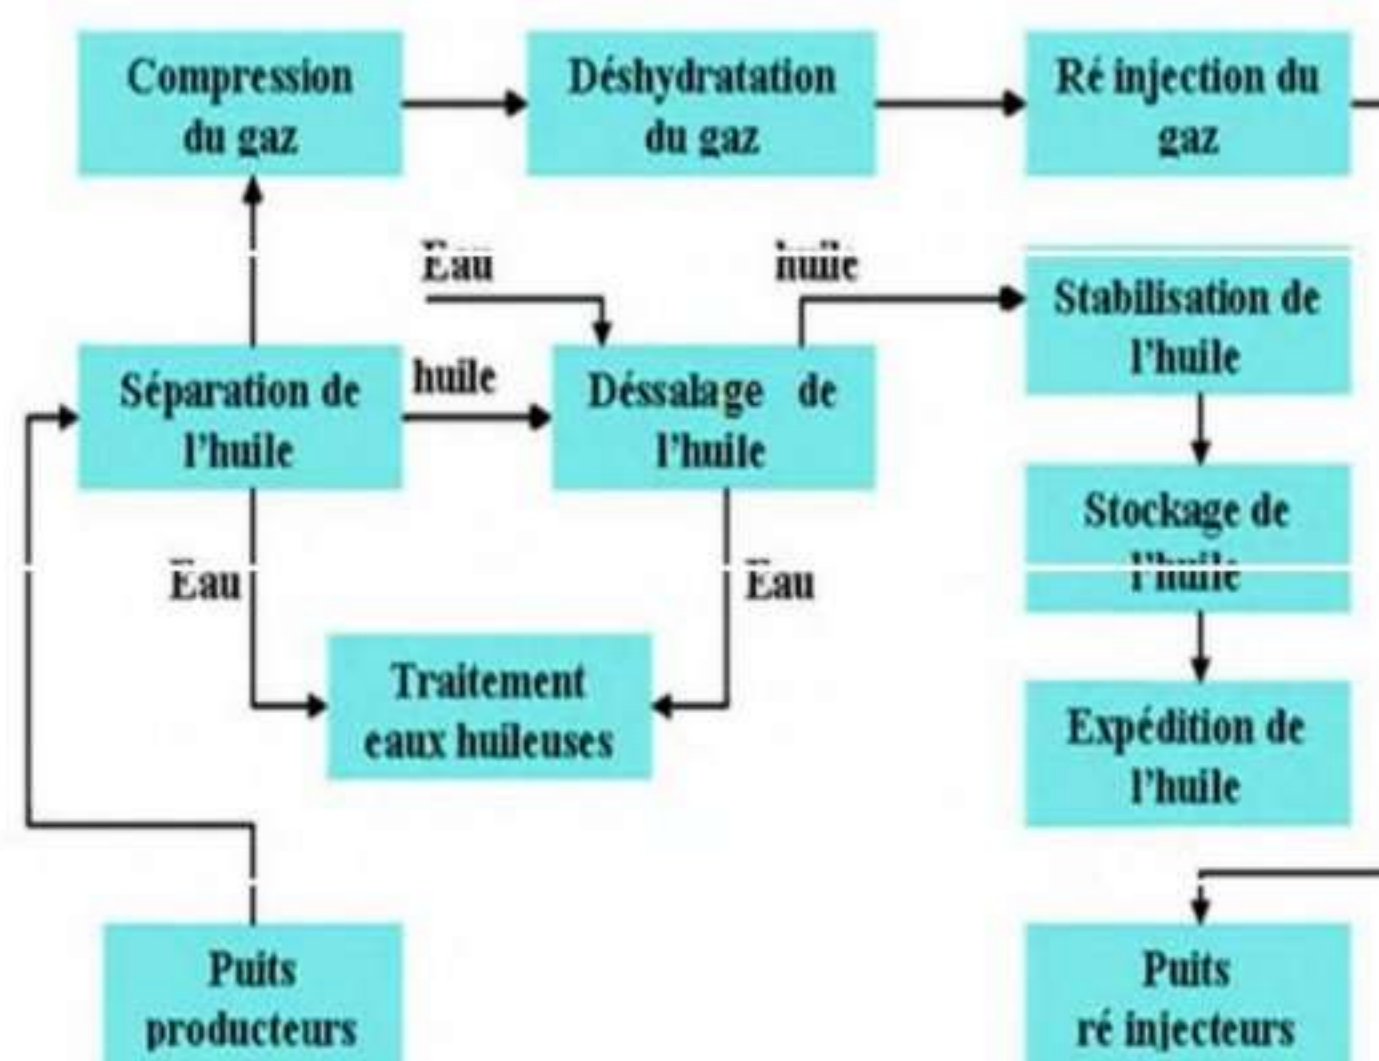 Compression
du gaz
Déshydratation
du gaz
Ré injection du
gaz
Eau
huile
Stabilisation de
l'huile
Séparation de
l'huile
huile
Déssalage de
l'huile
Stockage de
l'huile
Eau
Eau
Traitement
eaux huileuses
Expédition de
l'huile
Puits
producteurs
Puits
ré injecteurs